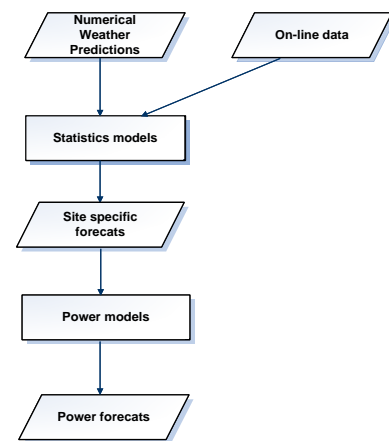 Numerical
Weather
Predictions
On-line data
Statistics models
Site specific
forecats
Power models
Power forecats